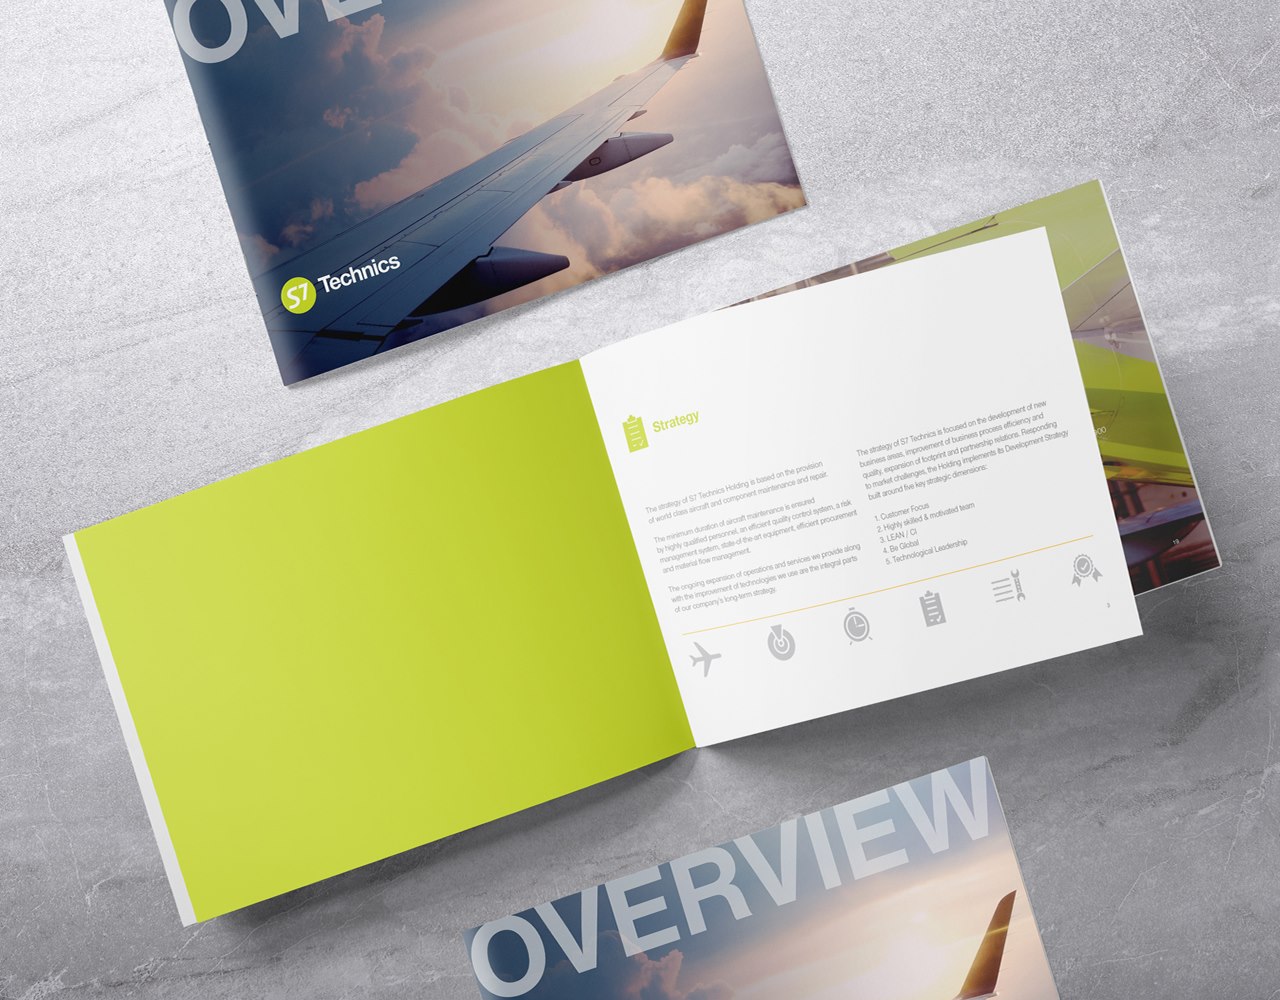 OVE
S7 Technics
Strategy
The strategy of S7 Technics Holding is based on the provision
of world class aircraft and component maintenance and repair.
The minimum duration of aircraft maintenance is ensured
by highly qualified personnel, an efficient quality control system, a risk
management system, state-of-the-art equipment, efficient procurement
and material flow management.
The ongoing expansion of operations and services we provide along
with the improvement of technologies we use are the integral parts
of our company's long-term strategy.
The strategy of S7 Technics is focused on the development of new
business areas, improvement of business process efficiency and
quality, expansion of footprint and partnership relations. Responding
to market challenges, the Holding implements its Development Strategy
built around five key strategic dimensions:
1. Customer Focus
2. Highly skilled & motivated team
3. LEAN / CI
4. Be Global
5. Technological Leadership
3
19
OVERVIEW